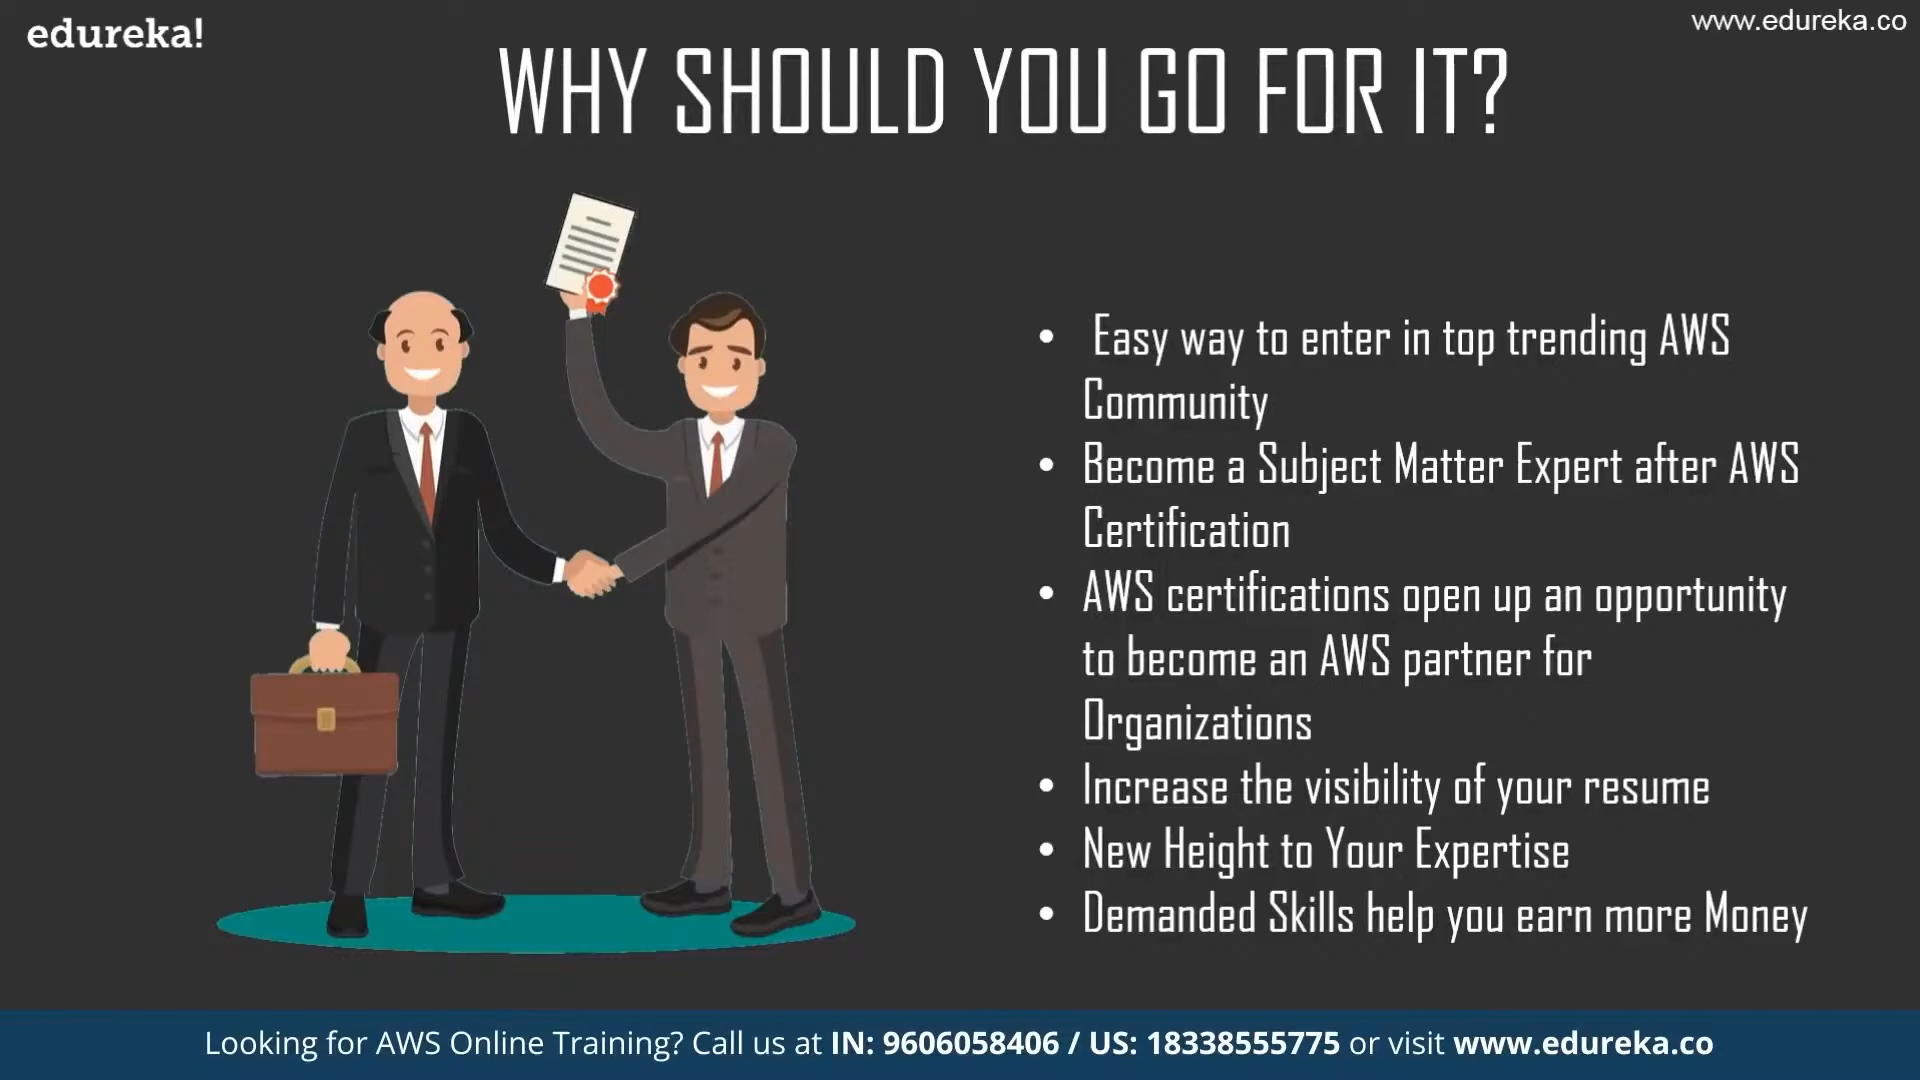 edureka!
www.edureka.co
WHY SHOULD YOU GO FOR IT?
• Easy way to enter in top trending AWS
Community
• Become a Subject Matter Expert after AWS
Certification
• AWS certifications open up an opportunity
to become an AWS partner for
Organizations
• Increase the visibility of your resume
• New Height to Your Expertise
• Demanded Skills help you earn more Money
Looking for AWS Online Training? Call us at IN: 9606058406 / US: 18338555775 or visit www.edureka.co